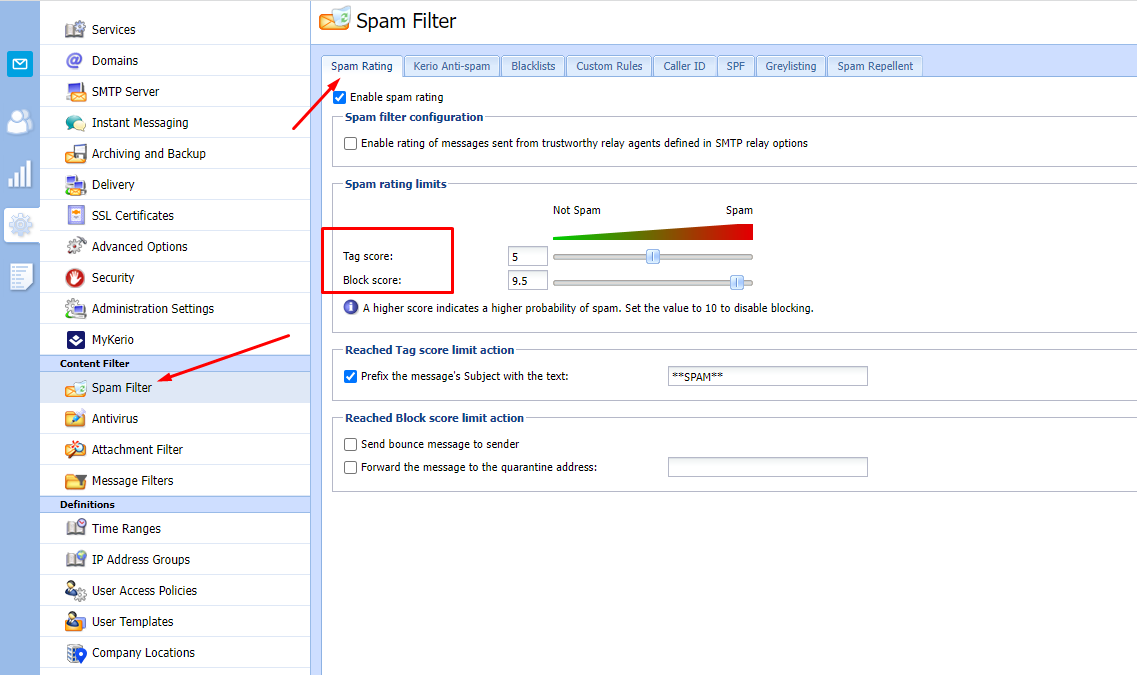 Services
Domains
SMTP Server
Instant Messaging
Archiving and Backup
Delivery
SSL Certificates
Advanced Options
Security
Administration Settings
MyKerio
Content Filter
Spam Filter
Antivirus
Attachment Filter
Message Filters
Definitions
Time Ranges
IP Address Groups
User Access Policies
User Templates
Company Locations
Spam Filter
Spam Rating Kerio Anti-spam Blacklists Custom Rules Caller ID SPF Greylisting Spam Repellent
Enable spam rating
Spam filter configuration
Enable rating of messages sent from trustworthy relay agents defined in SMTP relay options
Spam rating limits
Not Spam Spam
Tag score: 5
Block score: 9.5
A higher score indicates a higher probability of spam. Set the value to 10 to disable blocking.
Reached Tag score limit action
Prefix the message's Subject with the text: **SPAM**
Reached Block score limit action
Send bounce message to sender
Forward the message to the quarantine address: